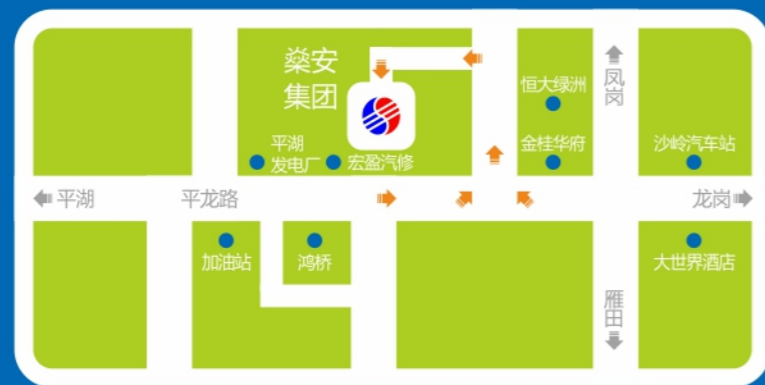 燊安
集团
恒大绿洲
凤岗
平湖
发电厂
宏盈汽修
金桂华府
沙岭汽车站
平湖
平龙路
龙岗
加油站
鸿桥
大世界酒店
雁田